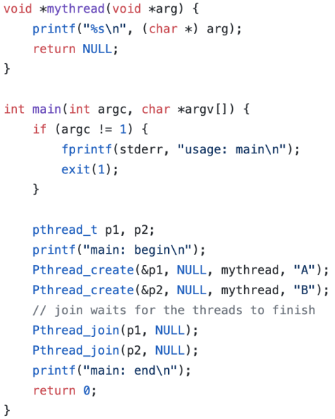 void *mythread(void *arg) {
    printf("%s\n", (char *) arg);
    return NULL;
}

int main(int argc, char *argv[]) {
    if (argc != 1) {
        fprintf(stderr, "usage: main\n");
        exit(1);
    }

    pthread_t p1, p2;
    printf("main: begin\n");
    Pthread_create(&p1, NULL, mythread, "A");
    Pthread_create(&p2, NULL, mythread, "B");
    // join waits for the threads to finish
    Pthread_join(p1, NULL);
    Pthread_join(p2, NULL);
    printf("main: end\n");
    return 0;
}